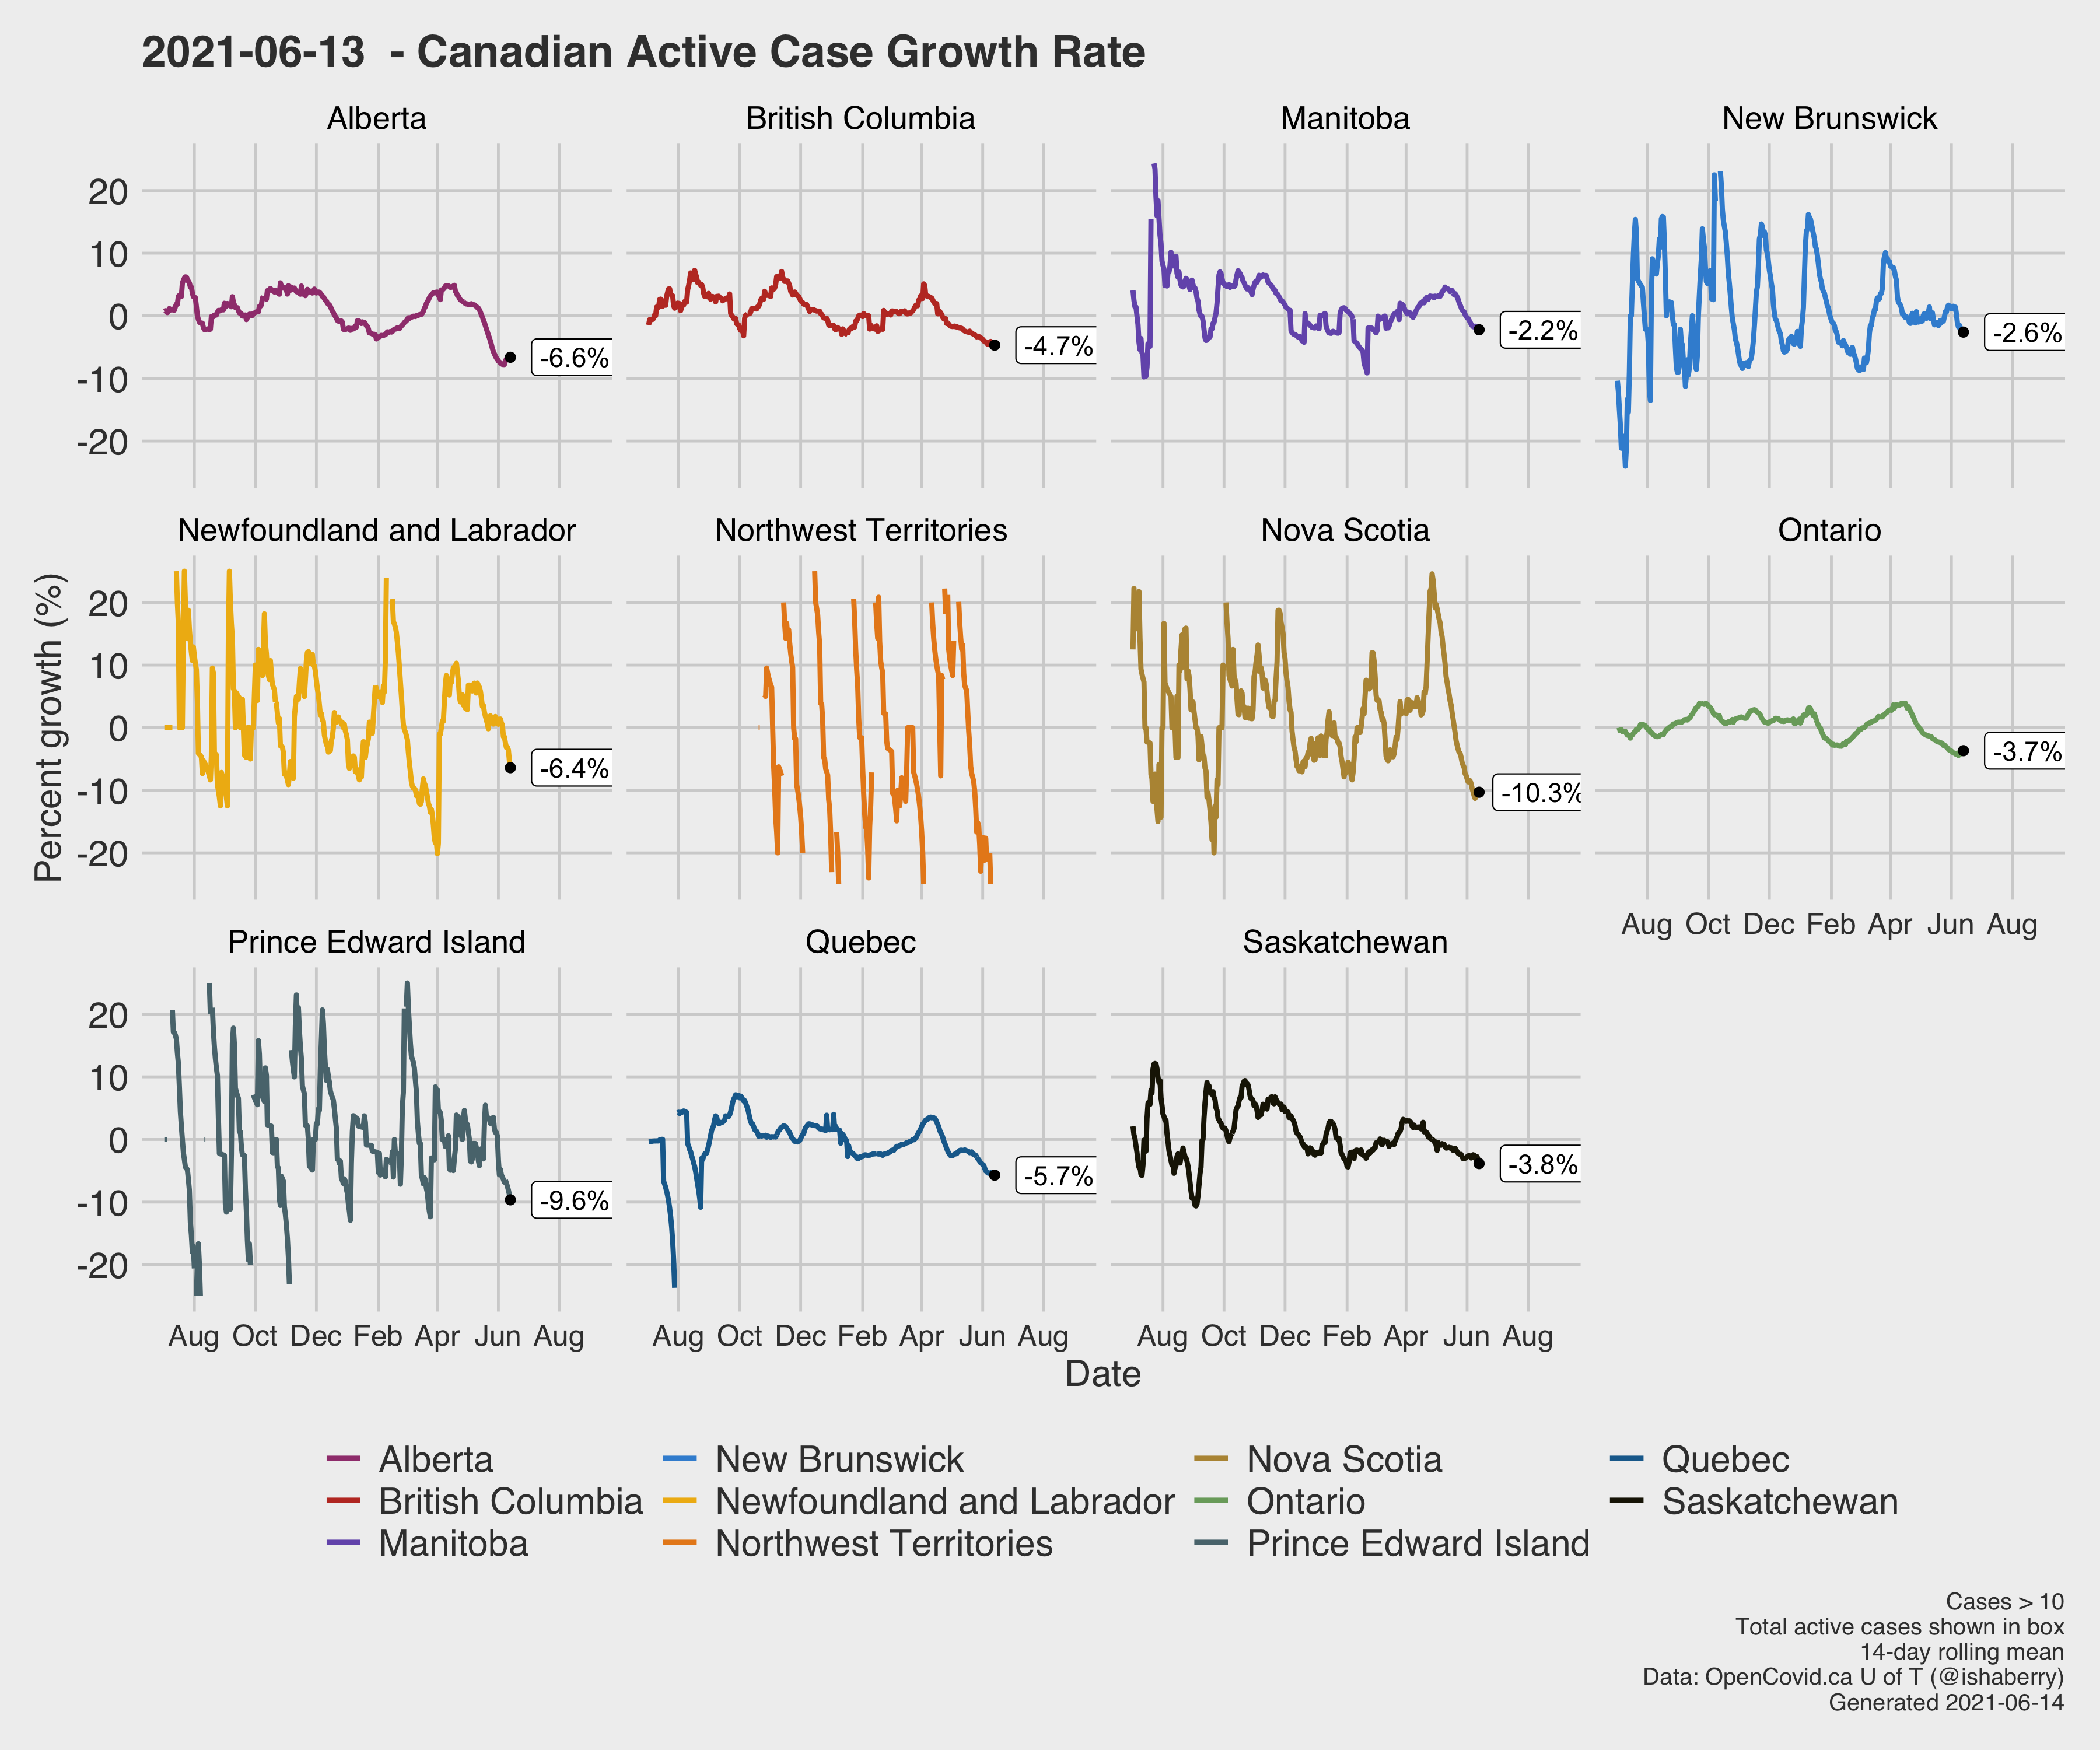 2021-06-13  - Canadian Active Case Growth Rate
Alberta
British Columbia
Manitoba
New Brunswick
20
10
0
-10
-20
-6.6%
-4.7%
-2.2%
-2.6%
Newfoundland and Labrador
Northwest Territories
Nova Scotia
Ontario
Percent growth (%)
20
10
0
-10
-20
-6.4%
-10.3%
-3.7%
Aug Oct Dec Feb Apr Jun Aug
Prince Edward Island
Quebec
Saskatchewan
20
10
0
-10
-20
-9.6%
-5.7%
-3.8%
Aug Oct Dec Feb Apr Jun Aug
Aug Oct Dec Feb Apr Jun Aug
Aug Oct Dec Feb Apr Jun Aug
Date
Alberta
British Columbia
Manitoba
New Brunswick
Newfoundland and Labrador
Northwest Territories
Nova Scotia
Ontario
Prince Edward Island
Quebec
Saskatchewan
Cases > 10
Total active cases shown in box
14-day rolling mean
Data: OpenCovid.ca U of T (@ishaberry)
Generated 2021-06-14